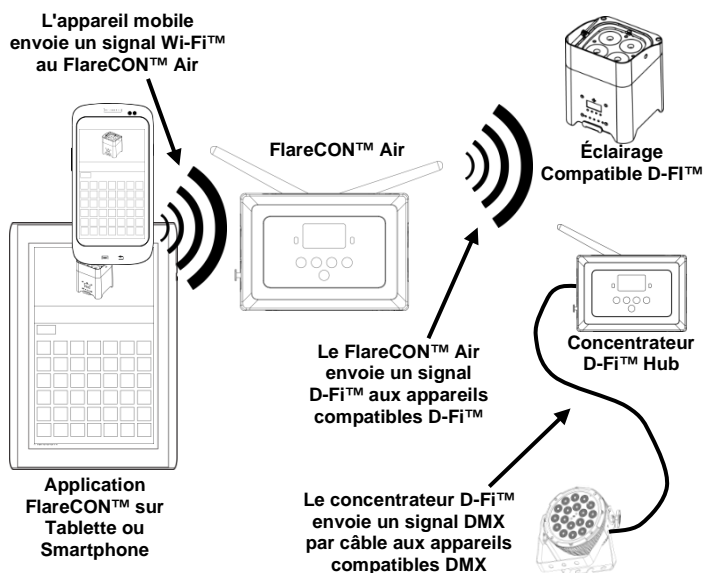 L'appareil mobile
envoie un signal Wi-Fi™
au FlareCON™ Air
FlareCON™ Air
Éclairage
Compatible D-FI™
Le FlareCON™ Air
envoie un signal
D-Fi™ aux appareils
compatibles D-Fi™
Concentrateur
D-Fi™ Hub
Application
FlareCON™ sur
Tablette ou
Smartphone
Le concentrateur D-Fi™
envoie un signal DMX
par câble aux appareils
compatibles DMX